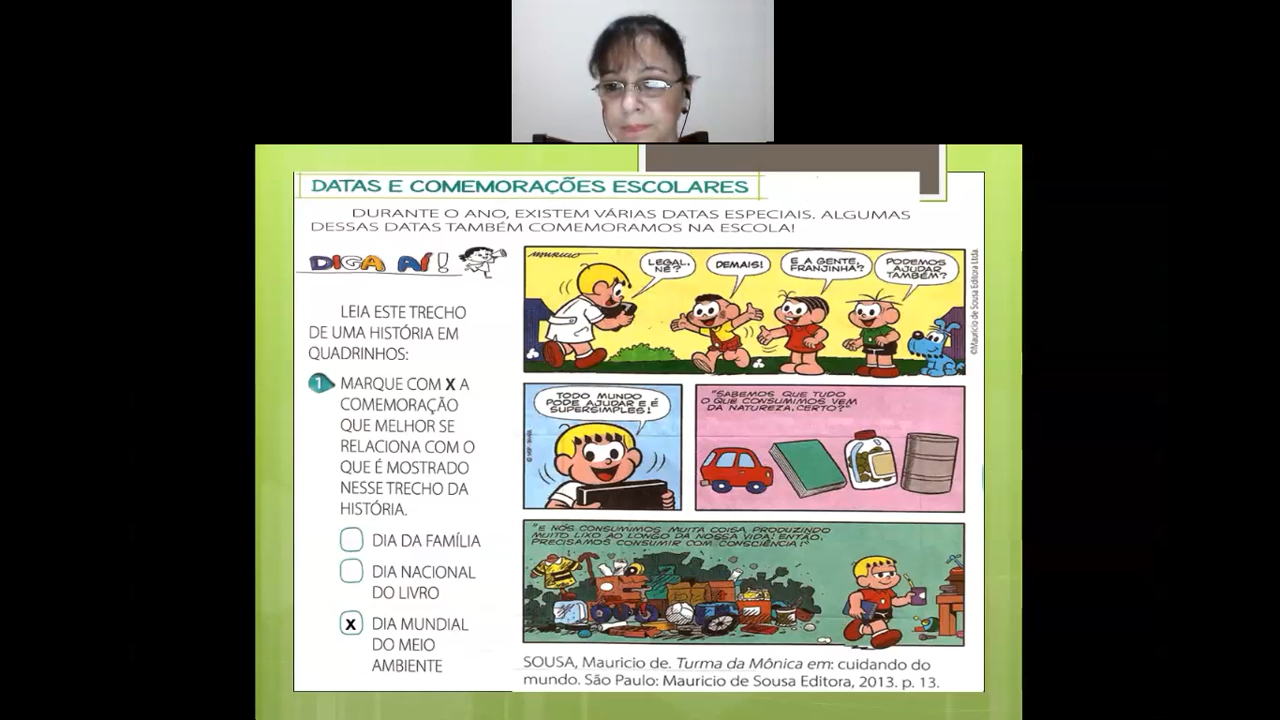 DATAS E COMEMORAÇÕES ESCOLARES
DURANTE O ANO, EXISTEM VÁRIAS DATAS ESPECIAIS. ALGUMAS
DESSAS DATAS TAMBÉM COMEMORAMOS NA ESCOLA!
DIGA AÍ!
LEIA ESTE TRECHO
DE UMA HISTÓRIA EM
QUADRINHOS:
1 MARQUE COM X A
COMEMORAÇÃO
QUE MELHOR SE
RELACIONA COM O
QUE É MOSTRADO
NESSE TRECHO DA
HISTÓRIA.
DIA DA FAMÍLIA
DIA NACIONAL
DO LIVRO
x DIA MUNDIAL
DO MEIO
AMBIENTE
MAURICIO
LEGAL,
NÉ?
DEMAIS!
E A GENTE,
FRANJINHA?
PODEMOS
AJUDAR
TAMBÉM?
©Mauricio de Sousa Editora Ltda.
TODO MUNDO
PODE AJUDAR E É
SUPERSIMPLES!
"SABEMOS QUE TUDO
O QUE CONSUMIMOS VEM
DA NATUREZA, CERTO?"
"E NÓS CONSUMIMOS MUITA COISA, PRODUZINDO
MUITO LIXO AO LONGO DA NOSSA VIDA! ENTÃO,
PRECISAMOS CONSUMIR COM CONSCIÊNCIA!"
SOUSA, Mauricio de. Turma da Mônica em: cuidando do
mundo. São Paulo: Mauricio de Sousa Editora, 2013. p. 13.